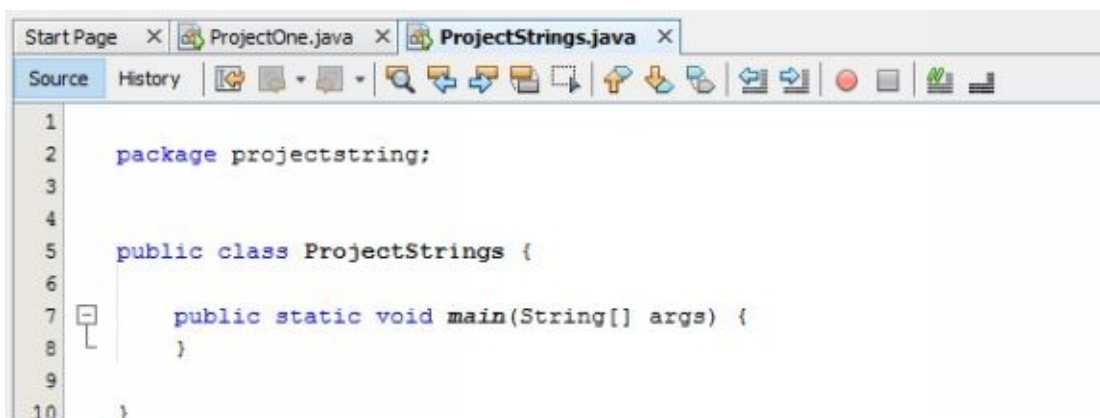 Start Page ProjectOne.java ProjectStrings.java
Source History
1
2 package projectstring;
3
4
5 public class ProjectStrings {
6
7 public static void main(String[] args) {
8 }
9
10 }